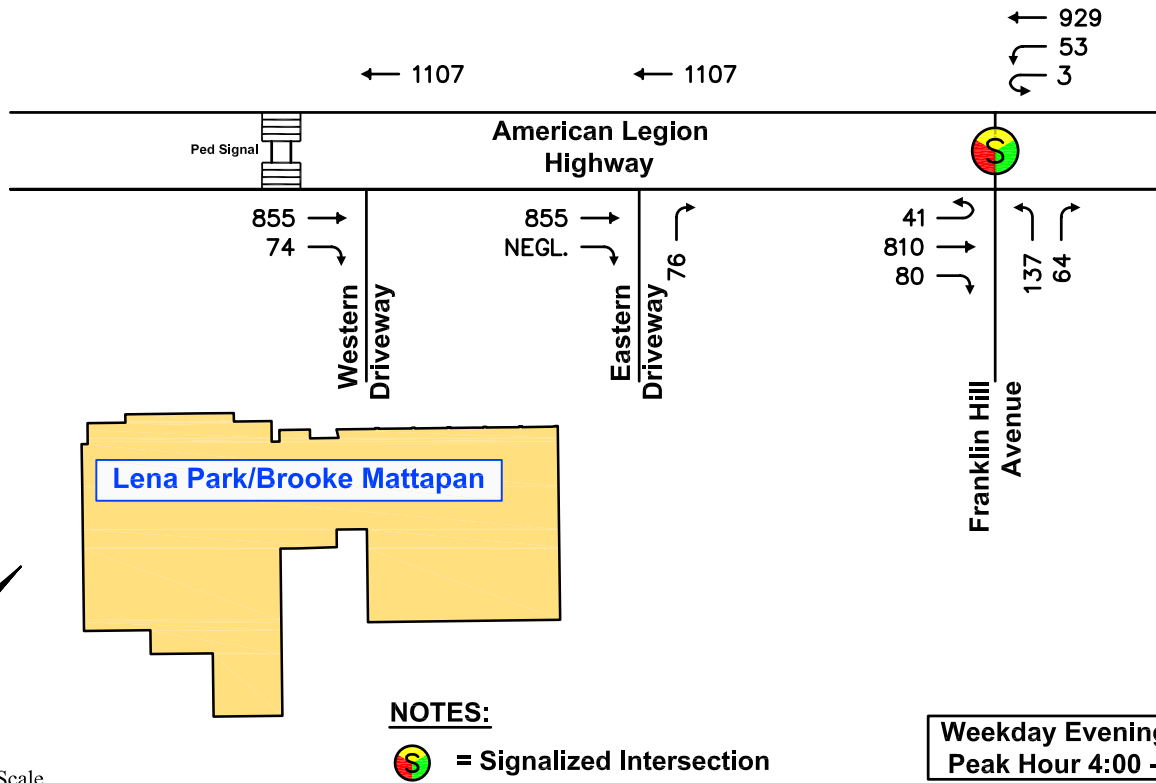 929
53
3
1107
1107
American Legion
Highway
Ped Signal
S
855
74
855
NEGL.
76
41
810
80
137
64
Western
Driveway
Eastern
Driveway
Franklin Hill
Avenue
Lena Park/Brooke Mattapan
NOTES:
S = Signalized Intersection
Weekday Evening
Peak Hour 4:00 -
Scale